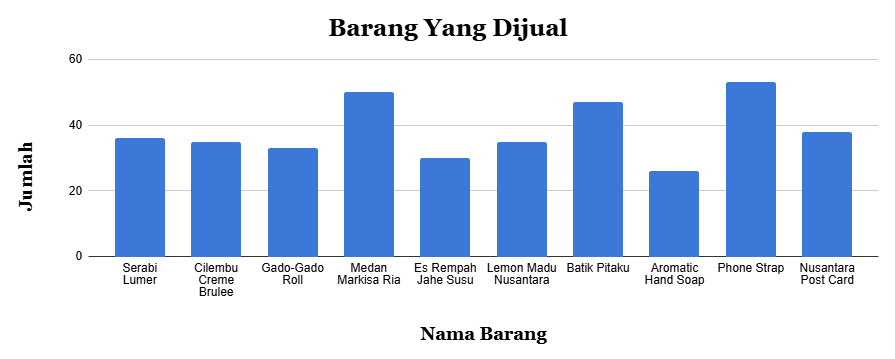 Barang Yang Dijual
Jumlah
60
40
20
0
Serabi
Lumer
Cilembu
Creme
Brulee
Gado-Gado
Roll
Medan
Markisa Ria
Es Rempah
Jahe Susu
Lemon Madu
Nusantara
Batik Pitaku
Aromatic
Hand Soap
Phone Strap
Nusantara
Post Card
Nama Barang